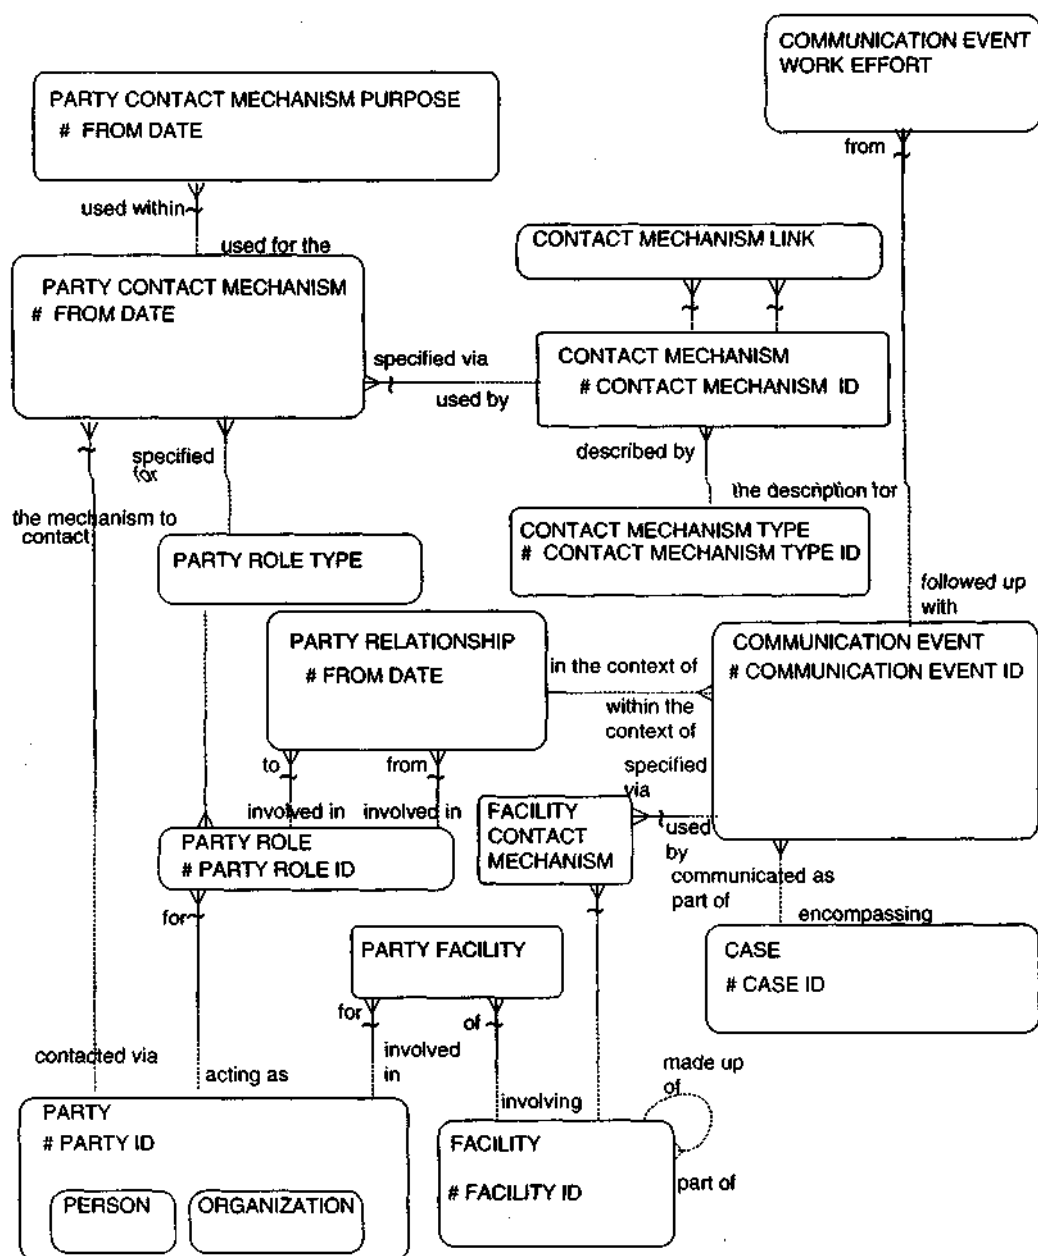 COMMUNICATION EVENT
WORK EFFORT
PARTY CONTACT MECHANISM PURPOSE
# FROM DATE
from
used within
used for the
CONTACT MECHANISM LINK
PARTY CONTACT MECHANISM
# FROM DATE
specified via
used by
CONTACT MECHANISM
# CONTACT MECHANISM ID
specified
for
described by
the description for
the mechanism to
contact
CONTACT MECHANISM TYPE
# CONTACT MECHANISM TYPE ID
PARTY ROLE TYPE
followed up
with
PARTY RELATIONSHIP
# FROM DATE
in the context of
within the
context of
COMMUNICATION EVENT
# COMMUNICATION EVENT ID
to
from
specified
via
involved in
involved in
FACILITY
CONTACT
MECHANISM
used
by
PARTY ROLE
# PARTY ROLE ID
communicated as
part of
for
encompassing
PARTY FACILITY
CASE
# CASE ID
for
of
contacted via
acting as
involved
in
involving
made up
of
PARTY
# PARTY ID
FACILITY
# FACILITY ID
part of
PERSON
ORGANIZATION